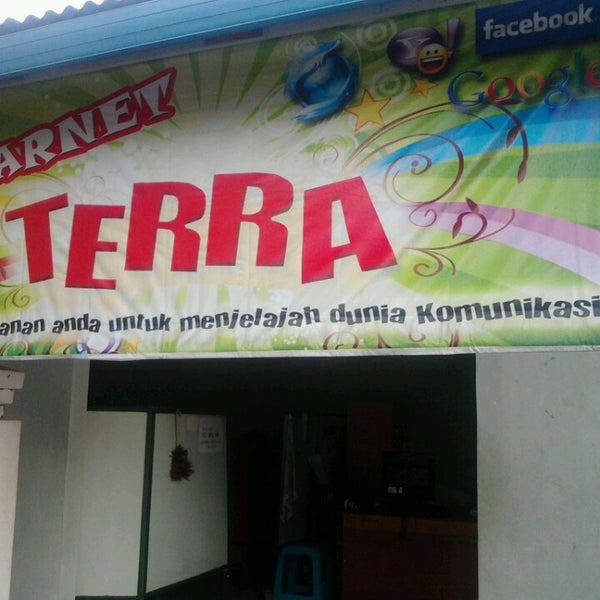 ARNET
facebook
Google
TERRA
anan anda untuk menjelajah dunia Komunikasi